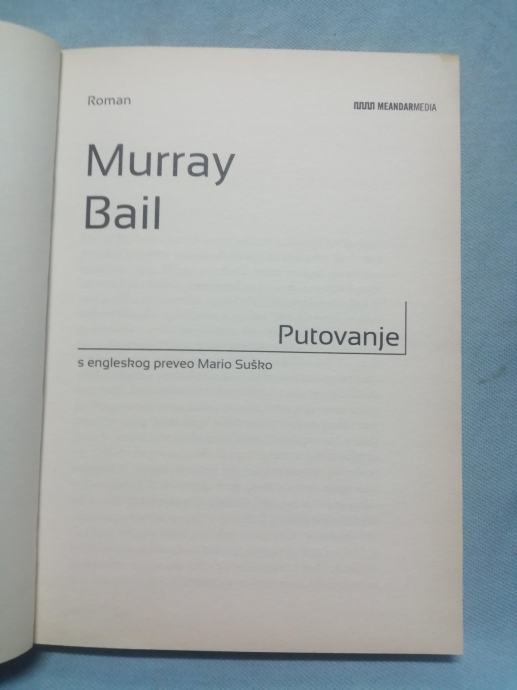 Roman
MEANDARMEDIA
Murray
Bail
Putovanje
s engleskog preveo Mario Suško